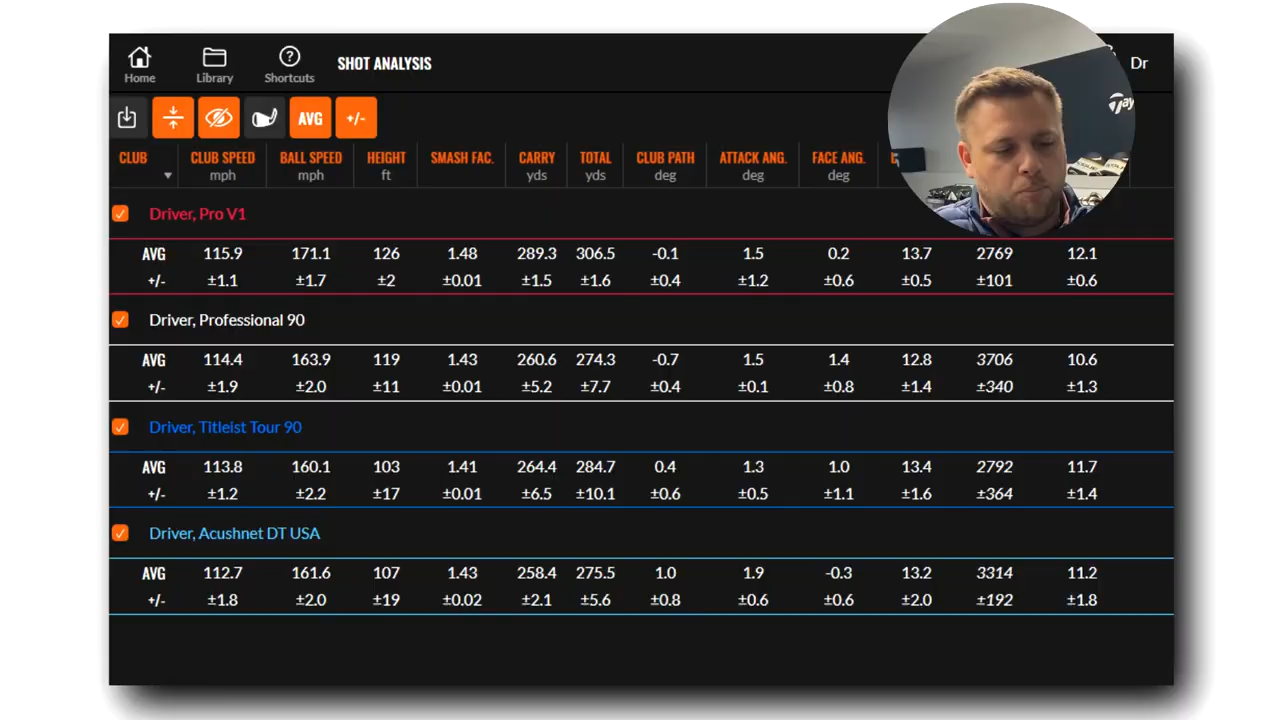 Home Library Shortcuts SHOT ANALYSIS Dr
AVG +/-
CLUB CLUB SPEED BALL SPEED HEIGHT SMASH FAC. CARRY TOTAL CLUB PATH ATTACK ANG. FACE ANG.
mph mph ft yds yds deg deg deg
Driver, Pro V1
AVG 115.9 171.1 126 1.48 289.3 306.5 -0.1 1.5 0.2 13.7 2769 12.1
+/- ±1.1 ±1.7 ±2 ±0.01 ±1.5 ±1.6 ±0.4 ±1.2 ±0.6 ±0.5 ±101 ±0.6
Driver, Professional 90
AVG 114.4 163.9 119 1.43 260.6 274.3 -0.7 1.5 1.4 12.8 3706 10.6
+/- ±1.9 ±2.0 ±11 ±0.01 ±5.2 ±7.7 ±0.4 ±0.1 ±0.8 ±1.4 ±340 ±1.3
Driver, Titleist Tour 90
AVG 113.8 160.1 103 1.41 264.4 284.7 0.4 1.3 1.0 13.4 2792 11.7
+/- ±1.2 ±2.2 ±17 ±0.01 ±6.5 ±10.1 ±0.6 ±0.5 ±1.1 ±1.6 ±364 ±1.4
Driver, Acushnet DT USA
AVG 112.7 161.6 107 1.43 258.4 275.5 1.0 1.9 -0.3 13.2 3314 11.2
+/- ±1.8 ±2.0 ±19 ±0.02 ±2.1 ±5.6 ±0.8 ±0.6 ±0.6 ±2.0 ±192 ±1.8